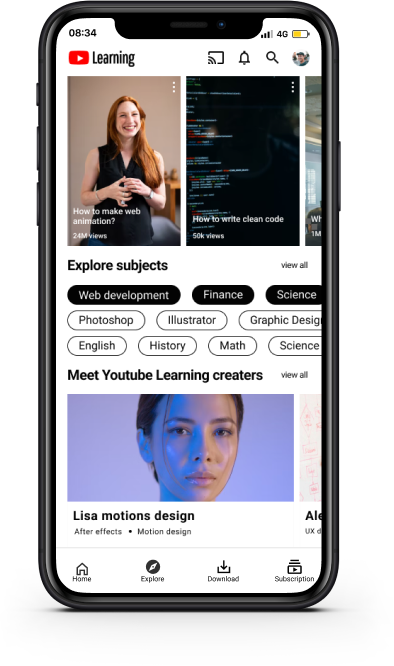 08:34
4G
Learning
How to make web
animation?
24M views
How to write clean code
50k views
Wh
1M
Explore subjects
view all
Web development
Finance
Science
Photoshop
Illustrator
Graphic Design
English
History
Math
Science
Meet Youtube Learning creaters
view all
Lisa motions design
After effects • Motion design
Ale
UX d
Home
Explore
Download
Subscription